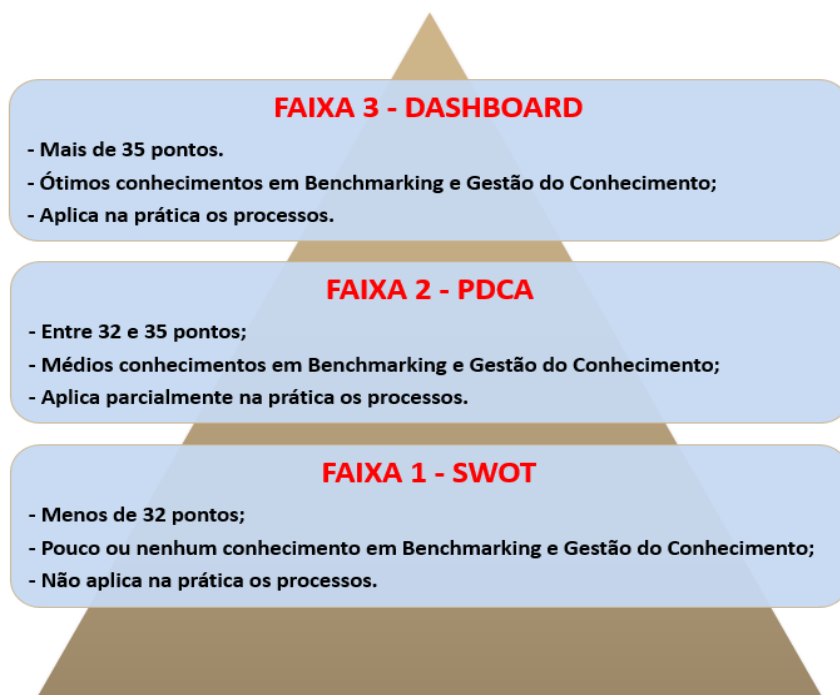 FAIXA 3 - DASHBOARD
- Mais de 35 pontos.
- Ótimos conhecimentos em Benchmarking e Gestão do Conhecimento;
- Aplica na prática os processos.
FAIXA 2 - PDCA
- Entre 32 e 35 pontos;
- Médios conhecimentos em Benchmarking e Gestão do Conhecimento;
- Aplica parcialmente na prática os processos.
FAIXA 1 - SWOT
- Menos de 32 pontos;
- Pouco ou nenhum conhecimento em Benchmarking e Gestão do Conhecimento;
- Não aplica na prática os processos.